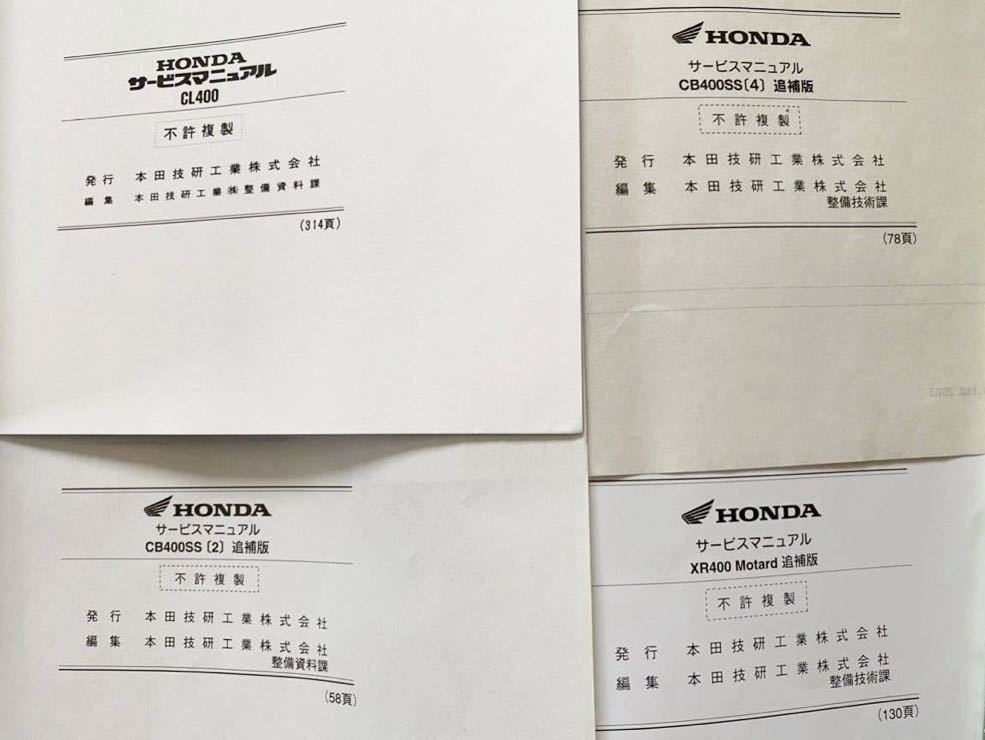 HONDA
サービスマニュアル
CL400
不許複製
発行 本田技研工業株式会社
編集 本田技研工業㈱整備資料課
(314頁)
HONDA
サービスマニュアル
CB400SS〔4〕追補版
不許複製
発行 本田技研工業株式会社
編集 本田技研工業株式会社
整備技術課
(78頁)
HONDA
サービスマニュアル
CB400SS〔2〕追補版
不許複製
発行 本田技研工業株式会社
編集 本田技研工業株式会社
整備資料課
(58頁)
HONDA
サービスマニュアル
XR400 Motard 追補版
不許複製
発行 本田技研工業株式会社
編集 本田技研工業株式会社
整備技術課
(130頁)